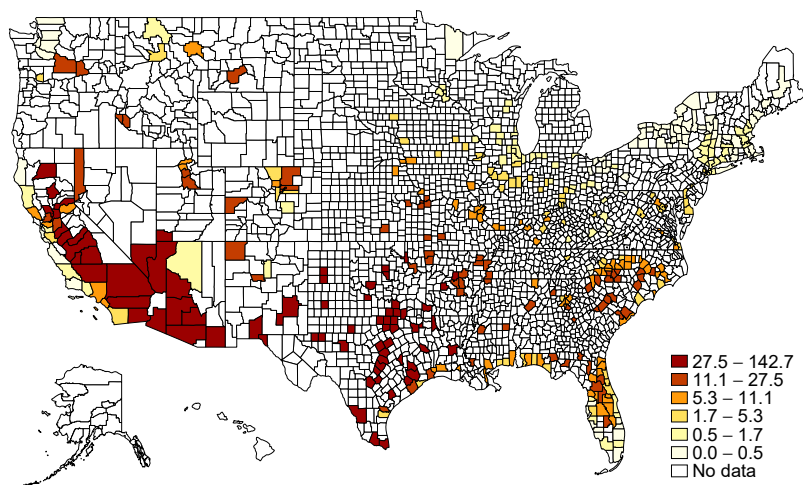 27.5 – 142.7
11.1 – 27.5
5.3 – 11.1
1.7 – 5.3
0.5 – 1.7
0.0 – 0.5
No data